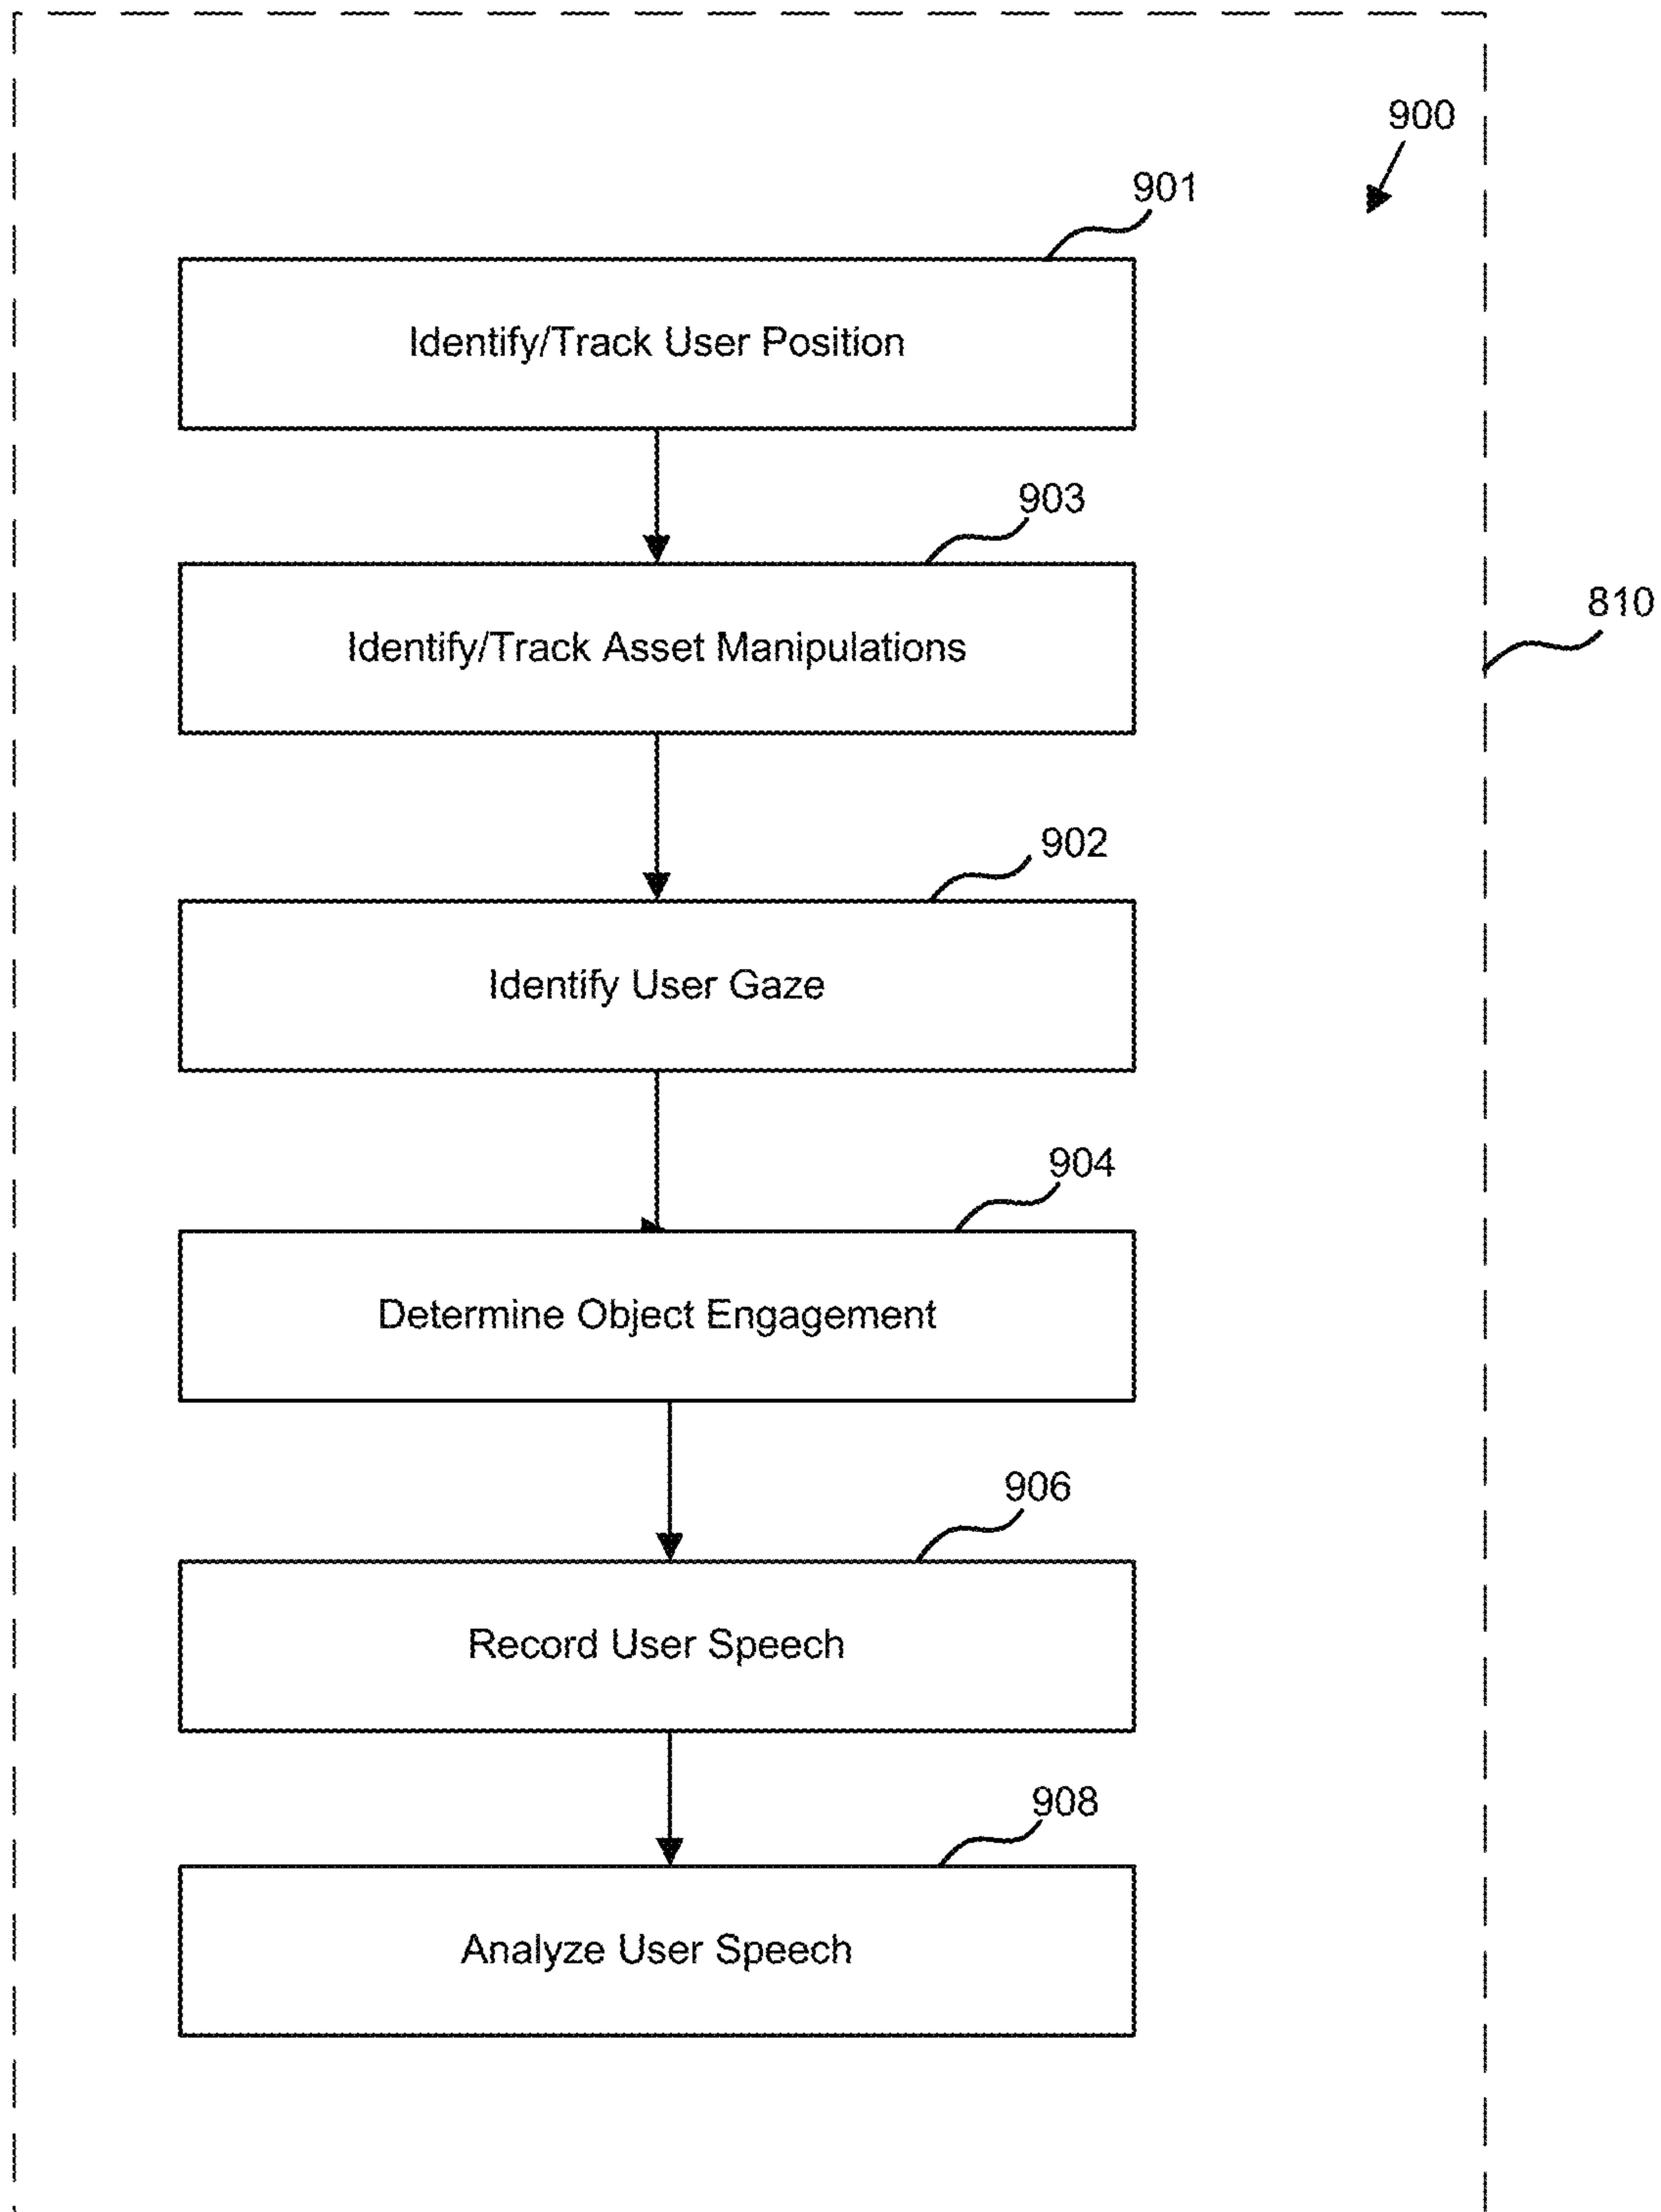 900
901
Identify/Track User Position
903
Identify/Track Asset Manipulations
810
902
Identify User Gaze
904
Determine Object Engagement
906
Record User Speech
908
Analyze User Speech